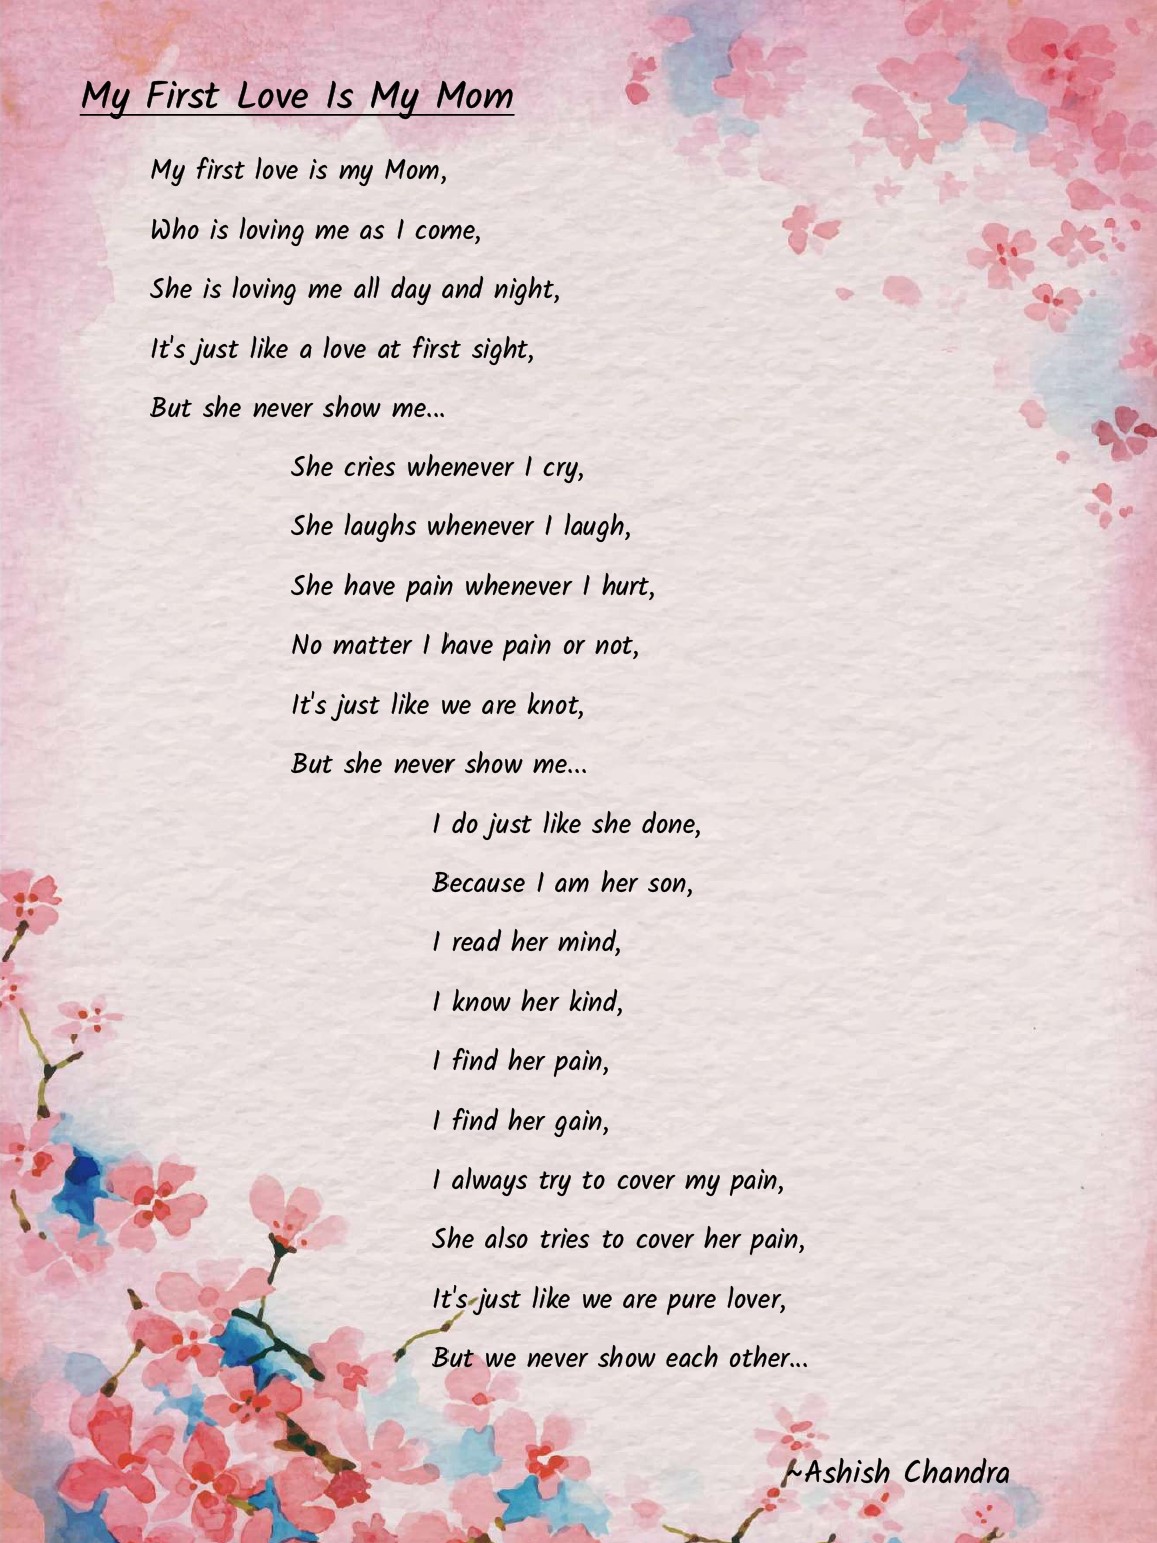 My First Love Is My Mom
My first love is my Mom,
Who is loving me as I come,
She is loving me all day and night,
It's just like a love at first sight,
But she never show me...
She cries whenever I cry,
She laughs whenever I laugh,
She have pain whenever I hurt,
No matter I have pain or not,
It's just like we are knot,
But she never show me...
I do just like she done,
Because I am her son,
I read her mind,
I know her kind,
I find her pain,
I find her gain,
I always try to cover my pain,
She also tries to cover her pain,
It's just like we are pure lover,
But we never show each other...
~Ashish Chandra